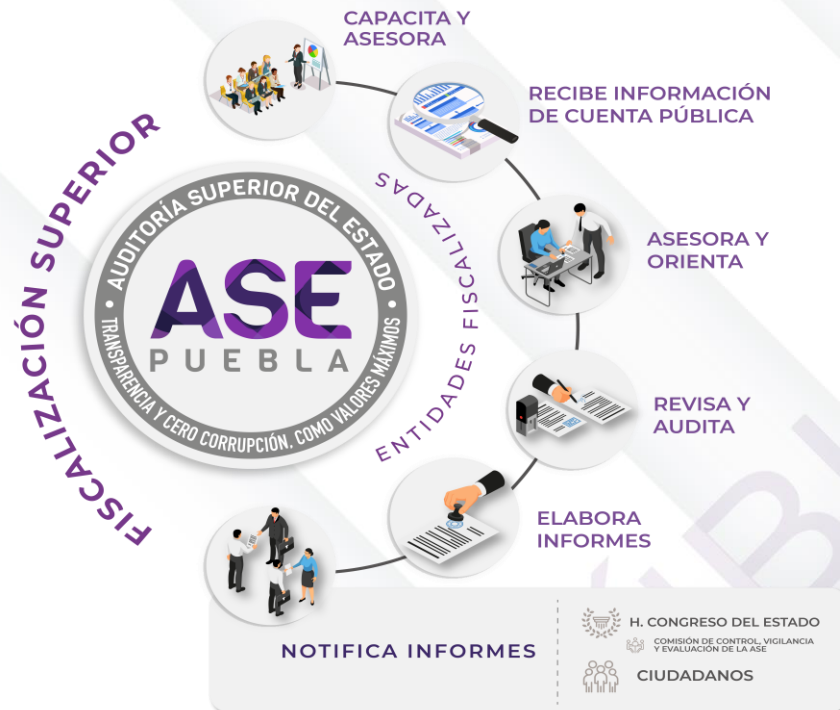 CAPACITA Y
ASESORA
RECIBE INFORMACIÓN
DE CUENTA PÚBLICA
ASESORA Y
ORIENTA
REVISA Y
AUDITA
ELABORA
INFORMES
NOTIFICA INFORMES
H. CONGRESO DEL ESTADO
COMISIÓN DE CONTROL, VIGILANCIA
Y EVALUACIÓN DE LA ASE
CIUDADANOS
FISCALIZACIÓN SUPERIOR
AUDITORÍA SUPERIOR DEL ESTADO
ASE
PUEBLA
TRANSPARENCIA Y CERO CORRUPCIÓN, COMO VALORES MÁXIMOS
ENTIDADES FISCALIZADAS